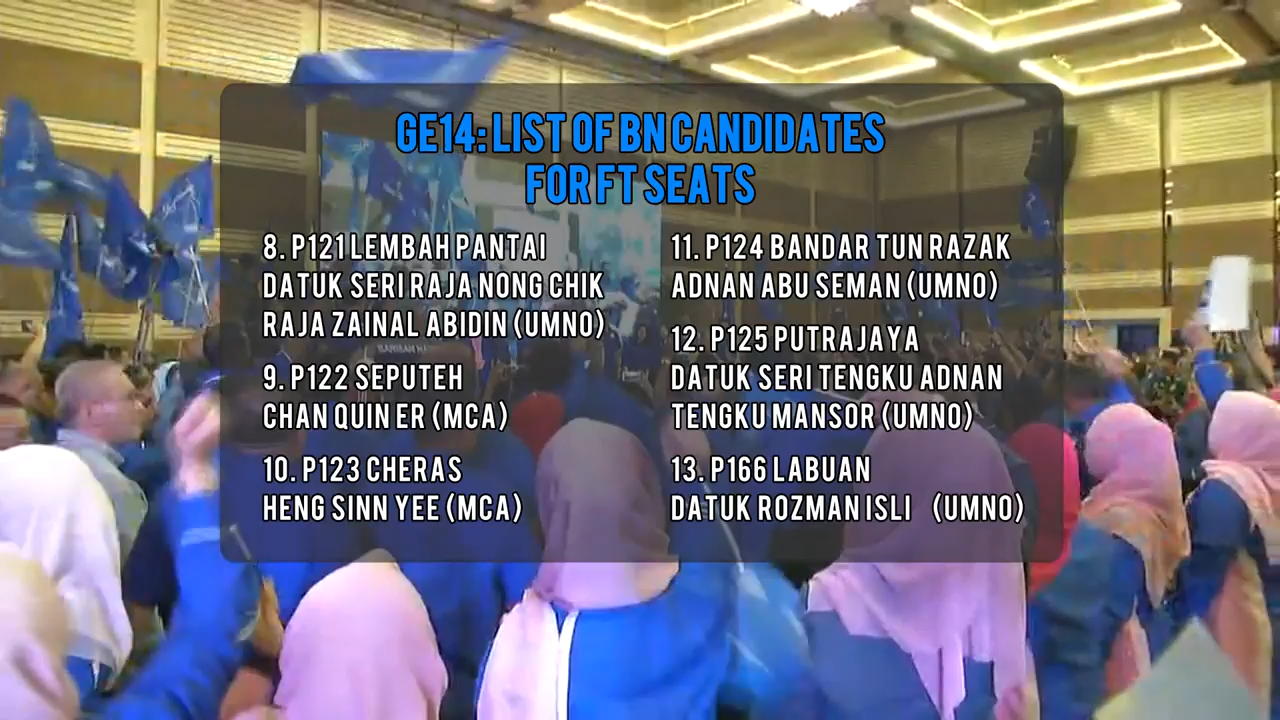 GE14: LIST OF BN CANDIDATES
FOR FT SEATS
8. P121 LEMBAH PANTAI
DATUK SERI RAJA NONG CHIK
RAJA ZAINAL ABIDIN (UMNO)
9. P122 SEPUTEH
CHAN QUIN ER (MCA)
10. P123 CHERAS
HENG SINN YEE (MCA)
11. P124 BANDAR TUN RAZAK
ADNAN ABU SEMAN (UMNO)
12. P125 PUTRAJAYA
DATUK SERI TENGKU ADNAN
TENGKU MANSOR (UMNO)
13. P166 LABUAN
DATUK ROZMAN ISLI (UMNO)